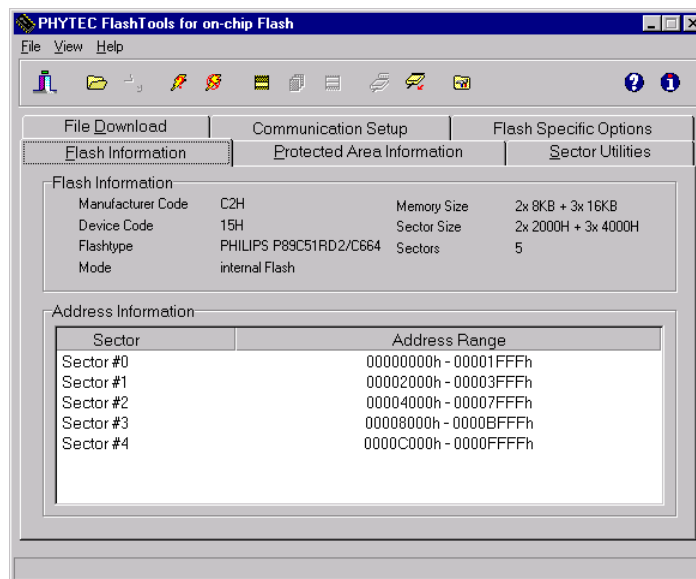 PHYTEC FlashTools for on-chip Flash
File View Help
File Download Communication Setup Flash Specific Options
Flash Information Protected Area Information Sector Utilities
Flash Information
Manufacturer Code C2H Memory Size 2x 8KB + 3x 16KB
Device Code 15H Sector Size 2x 2000H + 3x 4000H
Flashtype PHILIPS P89C51RD2/C664 Sectors 5
Mode internal Flash
Address Information
Sector Address Range
Sector #0 00000000h - 00001FFFh
Sector #1 00002000h - 00003FFFh
Sector #2 00004000h - 00007FFFh
Sector #3 00008000h - 0000BFFFh
Sector #4 0000C000h - 0000FFFFh